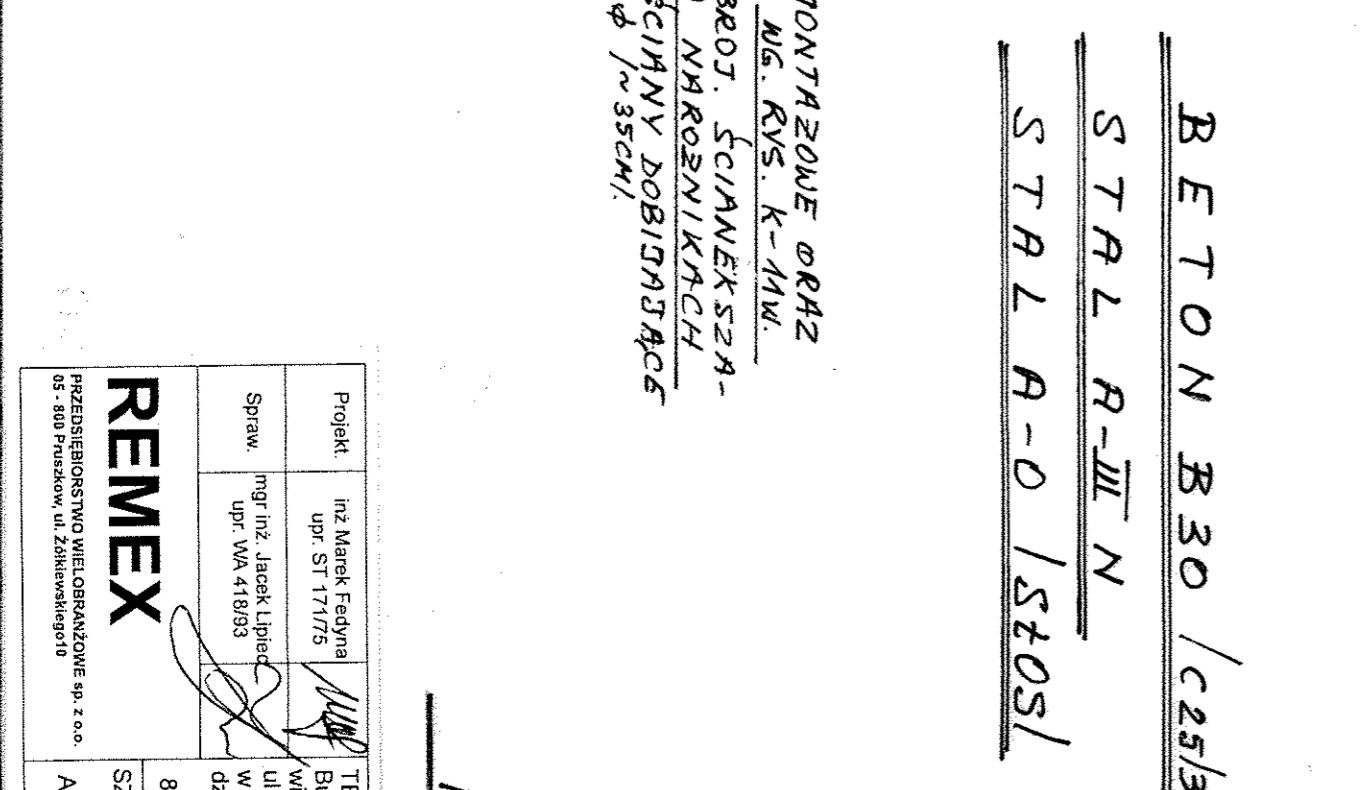 BETON B30 /C25/3
STAL A-III N
STAL A-0 /St0S/
MONTAŻOWE ORAZ
WG. RYS. K-11W.
ZBROJ. ŚCIANEK SZA-
NAROŻNIKACH
ŚCIANY DOBIJAJĄCE
ϕ /~35CM/.
Projekt. inż Marek Fedyna
upr. ST 171/75
Spraw. mgr inż. Jacek Lipiec
upr. WA 418/93
REMEX
PRZEDSIĘBIORSTWO WIELOBRANŻOWE sp. z o.o.
05 - 800 Pruszkow, ul. Żółkiewskiego10